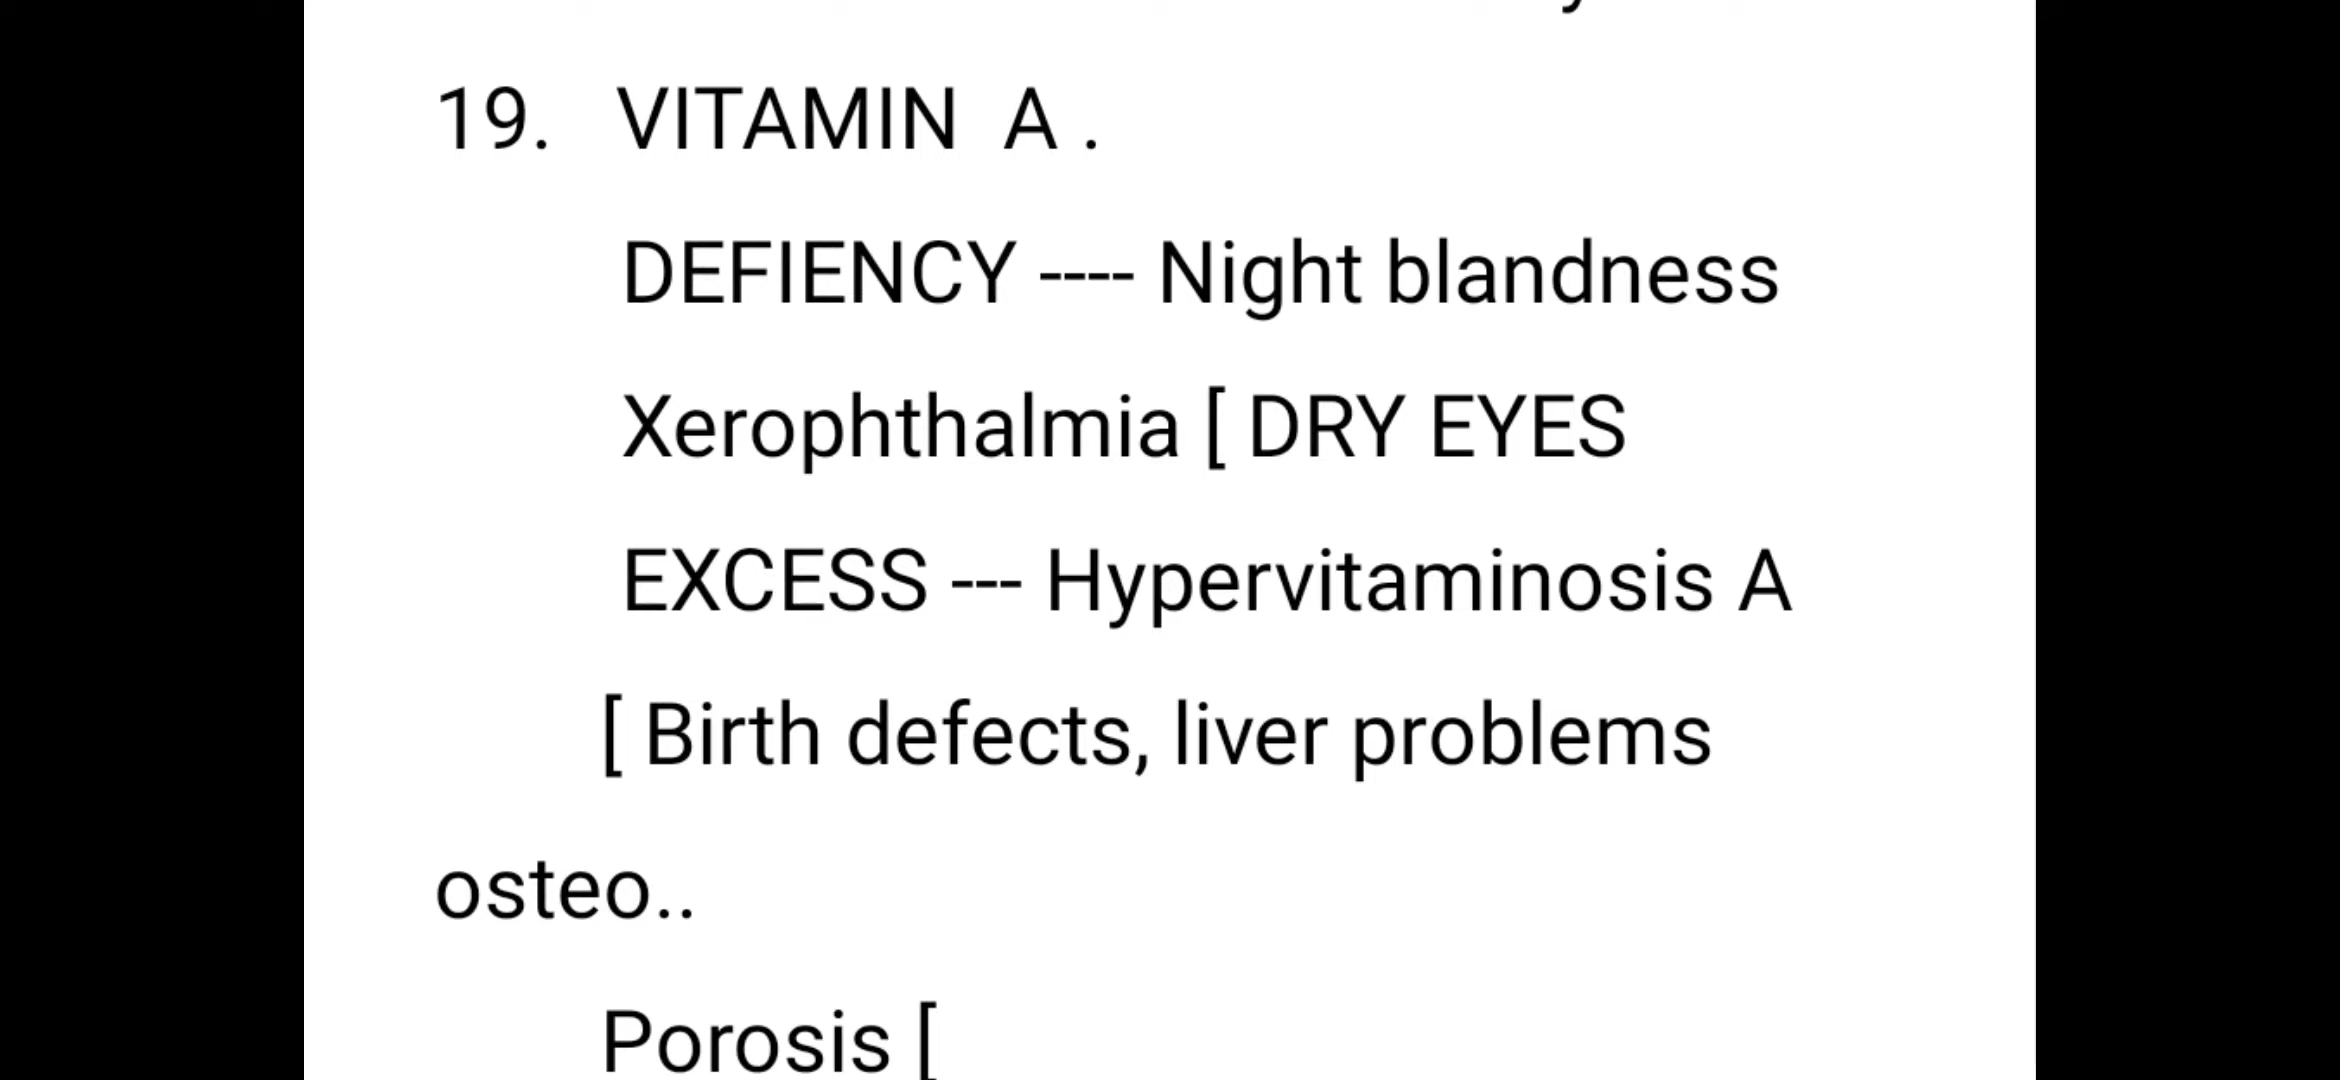 19. VITAMIN A .
DEFIENCY ---- Night blandness
Xerophthalmia [ DRY EYES
EXCESS --- Hypervitaminosis A
[ Birth defects, liver problems
osteo..
Porosis [